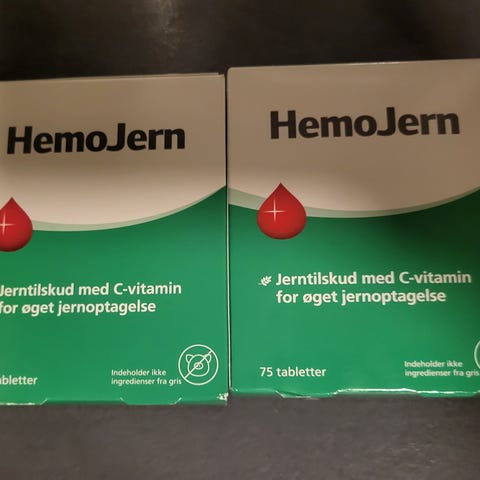 HemoJern
Jerntilskud med C-vitamin
for øget jernoptagelse
abletter
Indeholder ikke
ingredienser fra gris
HemoJern
Jerntilskud med C-vitamin
for øget jernoptagelse
75 tabletter
Indeholder ikke
ingredienser fra gris